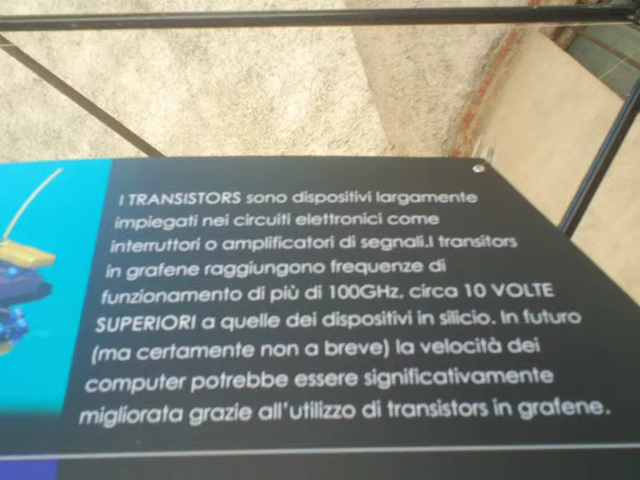 I TRANSISTORS sono dispositivi largamente
impiegati nei circuiti elettronici come
interruttori o amplificatori di segnali.I transitors
in grafene raggiungono frequenze di
funzionamento di più di 100GHz, circa 10 VOLTE
SUPERIORI a quelle dei dispositivi in silicio. In futuro
(ma certamente non a breve) la velocità dei
computer potrebbe essere significativamente
migliorata grazie all'utilizzo di transistors in grafene.